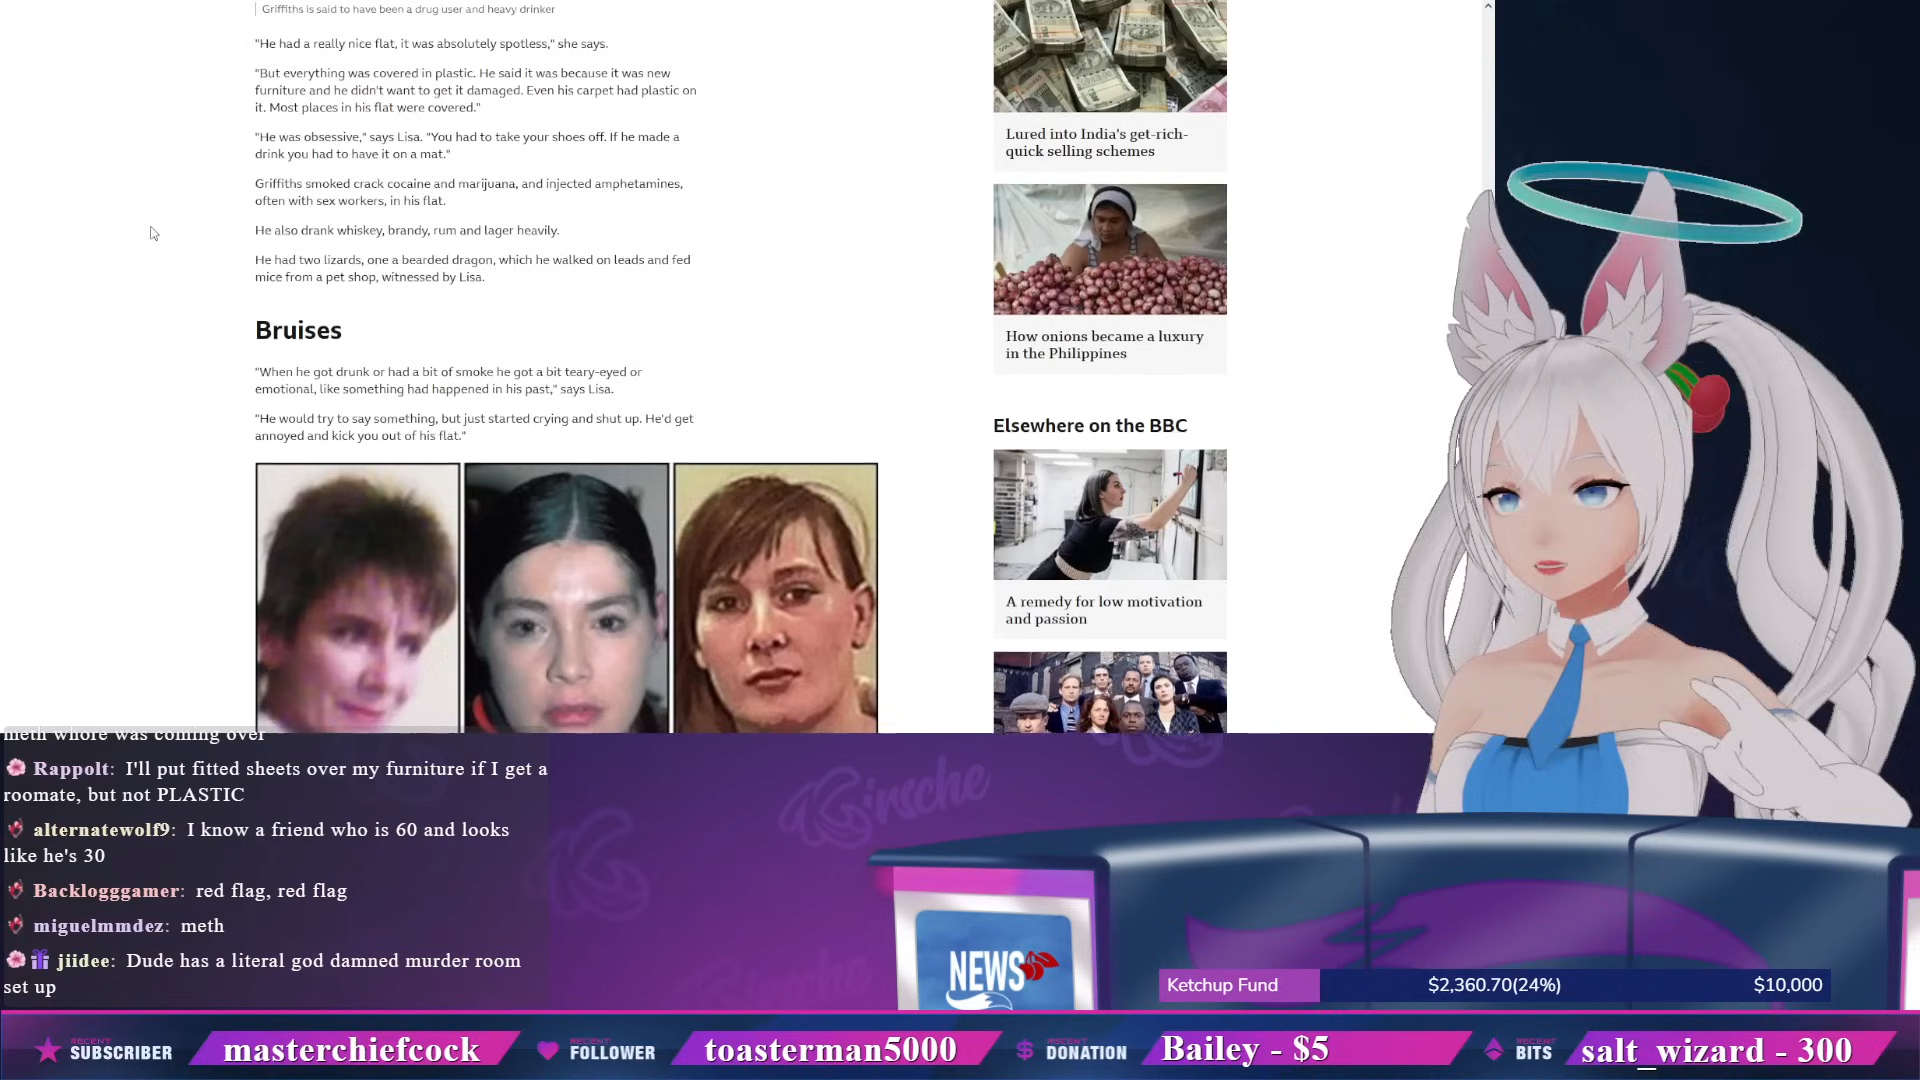 Griffiths is said to have been a drug user and heavy drinker
"He had a really nice flat, it was absolutely spotless," she says.
"But everything was covered in plastic. He said it was because it was new
furniture and he didn't want to get it damaged. Even his carpet had plastic on
it. Most places in his flat were covered."
"He was obsessive," says Lisa. "You had to take your shoes off. If he made a
drink you had to have it on a mat."
Griffiths smoked crack cocaine and marijuana, and injected amphetamines,
often with sex workers, in his flat.
He also drank whiskey, brandy, rum and lager heavily.
He had two lizards, one a bearded dragon, which he walked on leads and fed
mice from a pet shop, witnessed by Lisa.
Bruises
"When he got drunk or had a bit of smoke he got a bit teary-eyed or
emotional, like something had happened in his past," says Lisa.
"He would try to say something, but just started crying and shut up. He'd get
annoyed and kick you out of his flat."
Lured into India's get-rich-
quick selling schemes
How onions became a luxury
in the Philippines
Elsewhere on the BBC
A remedy for low motivation
and passion
meth whore was coming over
Rappolt: I'll put fitted sheets over my furniture if I get a
roomate, but not PLASTIC
alternatewolf9: I know a friend who is 60 and looks
like he's 30
Backlogggamer: red flag, red flag
miguelmmdez: meth
jiidee: Dude has a literal god damned murder room
set up
Girsche
NEWS
Ketchup Fund $2,360.70(24%) $10,000
RECENT
SUBSCRIBER masterchiefcock
RECENT
FOLLOWER toasterman5000
RECENT
DONATION Bailey - $5
RECENT
BITS salt_wizard - 300